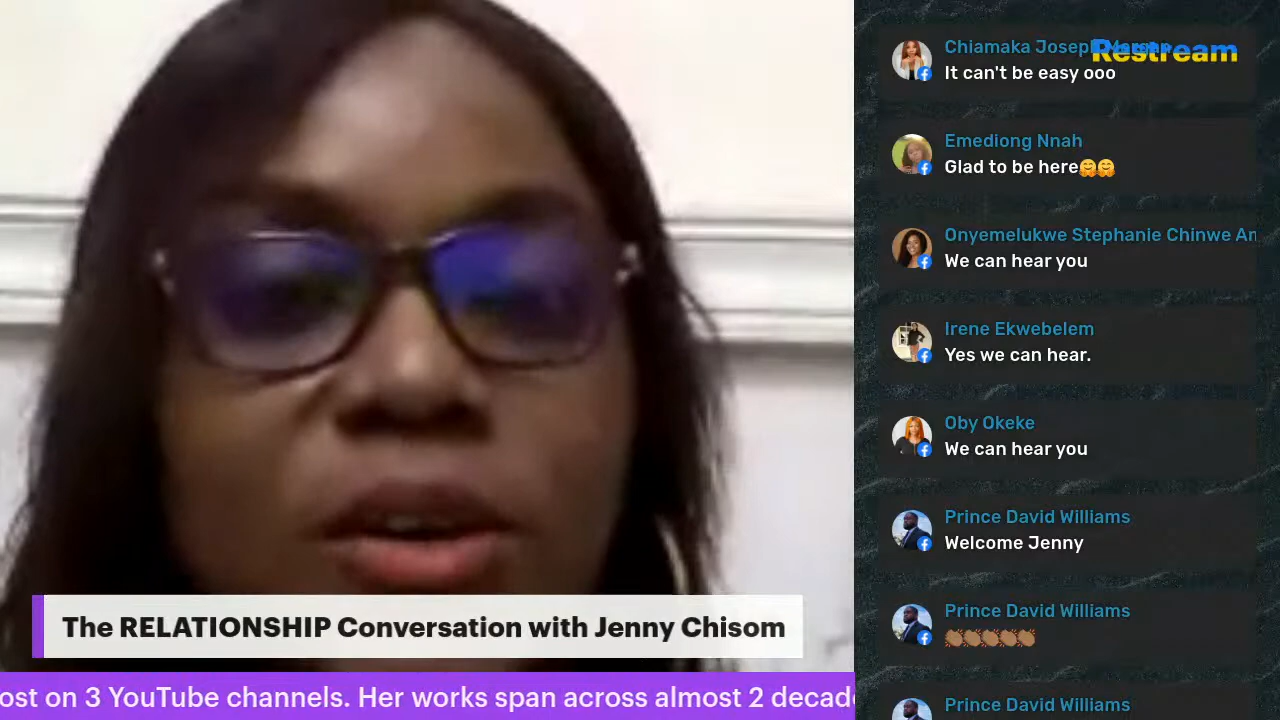 The RELATIONSHIP Conversation with Jenny Chisom
ost on 3 YouTube channels. Her works span across almost 2 decad
Restream
Chiamaka Joseph
It can't be easy ooo
Emediong Nnah
Glad to be here🤗🤗
Onyemelukwe Stephanie Chinwe An
We can hear you
Irene Ekwebelem
Yes we can hear.
Oby Okeke
We can hear you
Prince David Williams
Welcome Jenny
Prince David Williams
👏🏽👏🏽👏🏽👏🏽👏🏽
Prince David Williams